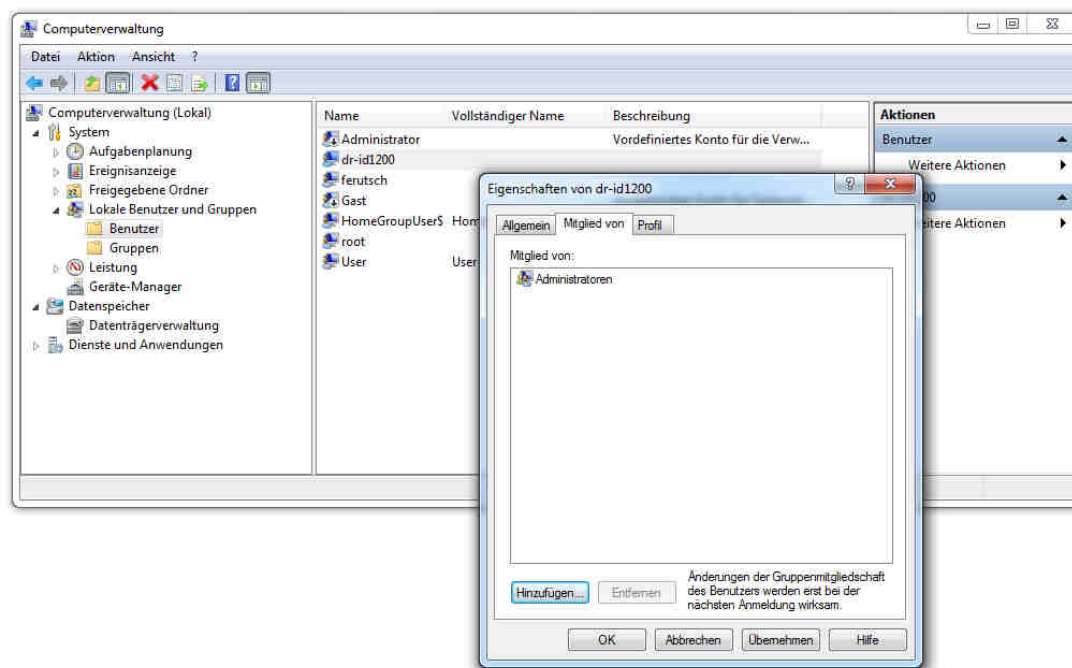 Computerverwaltung
Datei Aktion Ansicht ?
Computerverwaltung (Lokal)
System
Aufgabenplanung
Ereignisanzeige
Freigegebene Ordner
Lokale Benutzer und Gruppen
Benutzer
Gruppen
Leistung
Geräte-Manager
Datenspeicher
Datenträgerverwaltung
Dienste und Anwendungen
Name Vollständiger Name Beschreibung
Administrator Vordefiniertes Konto für die Verw...
dr-id1200
ferutsch
Gast
HomeGroupUser$ Hom
root
User User
Aktionen
Benutzer
Weitere Aktionen
00
eitere Aktionen
Eigenschaften von dr-id1200
Allgemein Mitglied von Profil
Mitglied von:
Administratoren
Hinzufügen... Entfernen
Änderungen der Gruppenmitgliedschaft
des Benutzers werden erst bei der
nächsten Anmeldung wirksam.
OK Abbrechen Übernehmen Hilfe